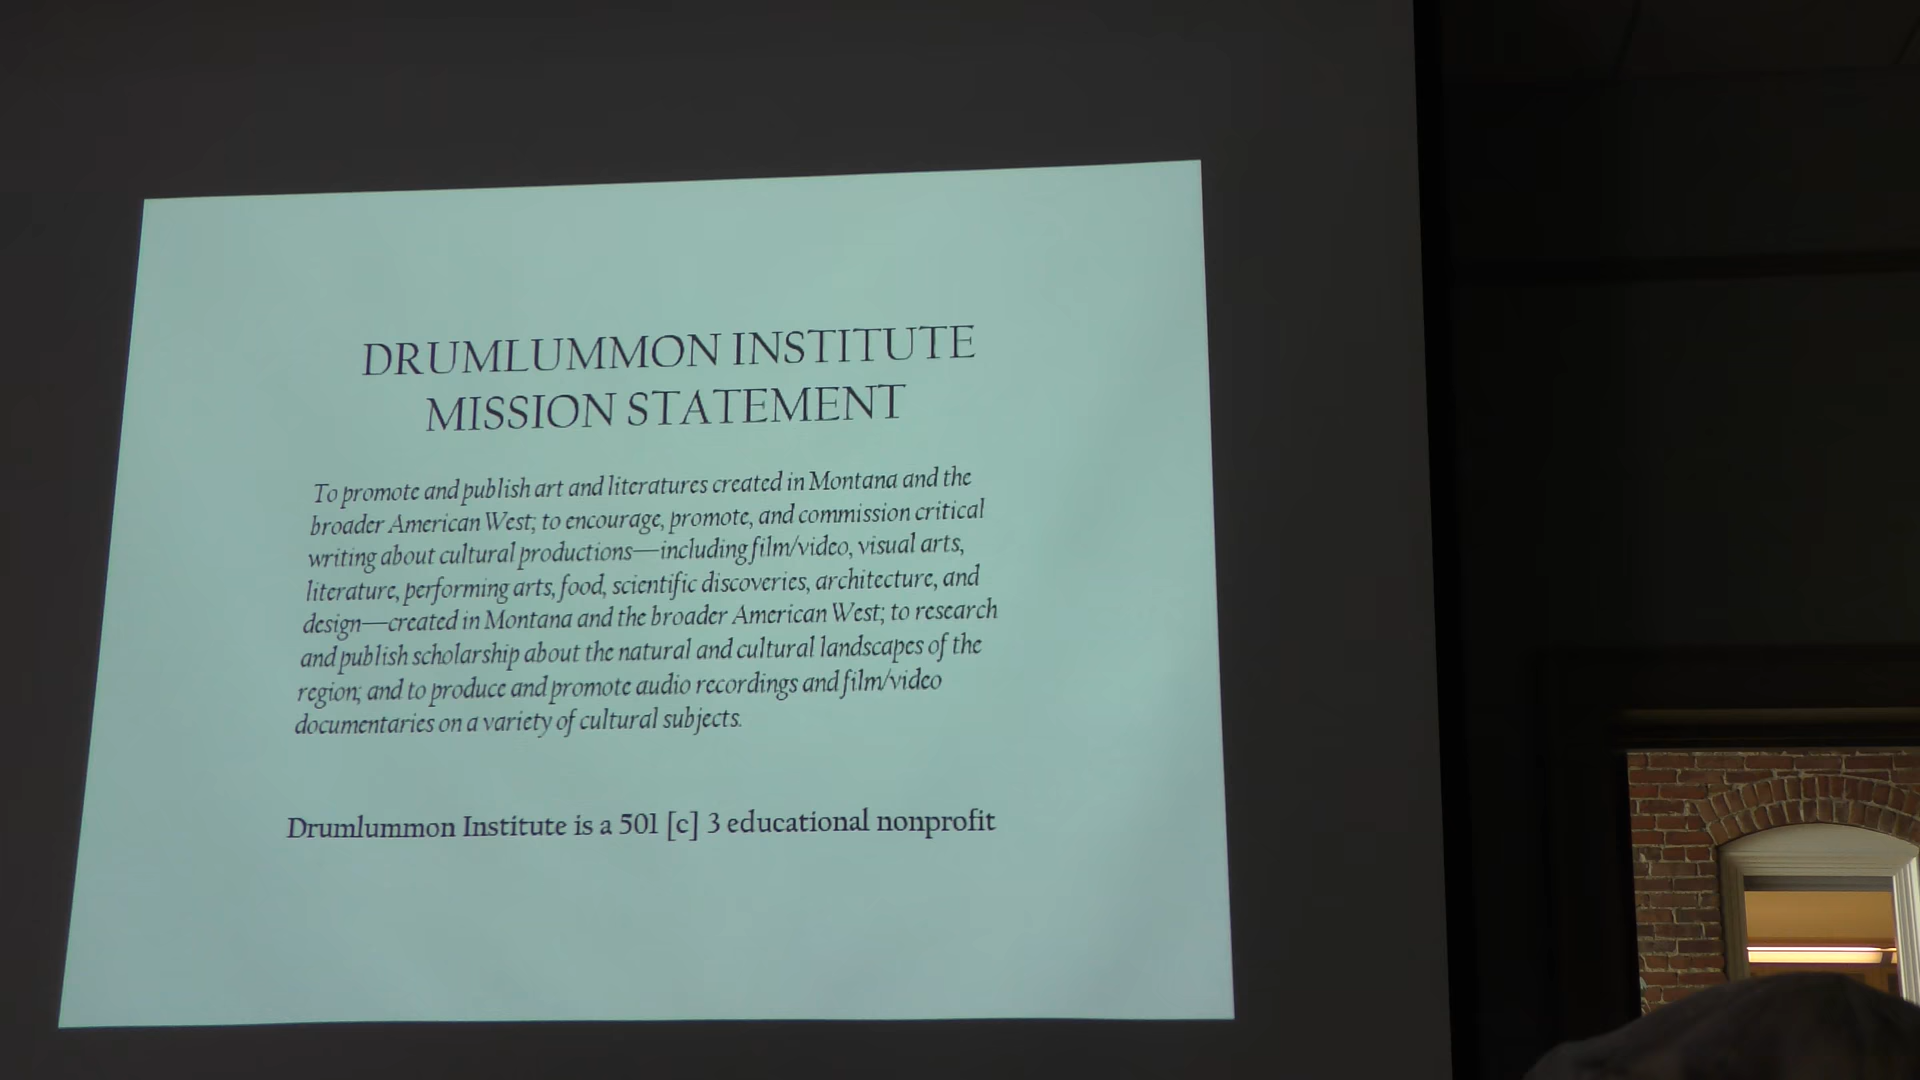 DRUMLUMMON INSTITUTE
MISSION STATEMENT
To promote and publish art and literatures created in Montana and the
broader American West; to encourage, promote, and commission critical
writing about cultural productions—including film/video, visual arts,
literature, performing arts, food, scientific discoveries, architecture, and
design—created in Montana and the broader American West; to research
and publish scholarship about the natural and cultural landscapes of the
region; and to produce and promote audio recordings and film/video
documentaries on a variety of cultural subjects.
Drumlummon Institute is a 501 [c] 3 educational nonprofit